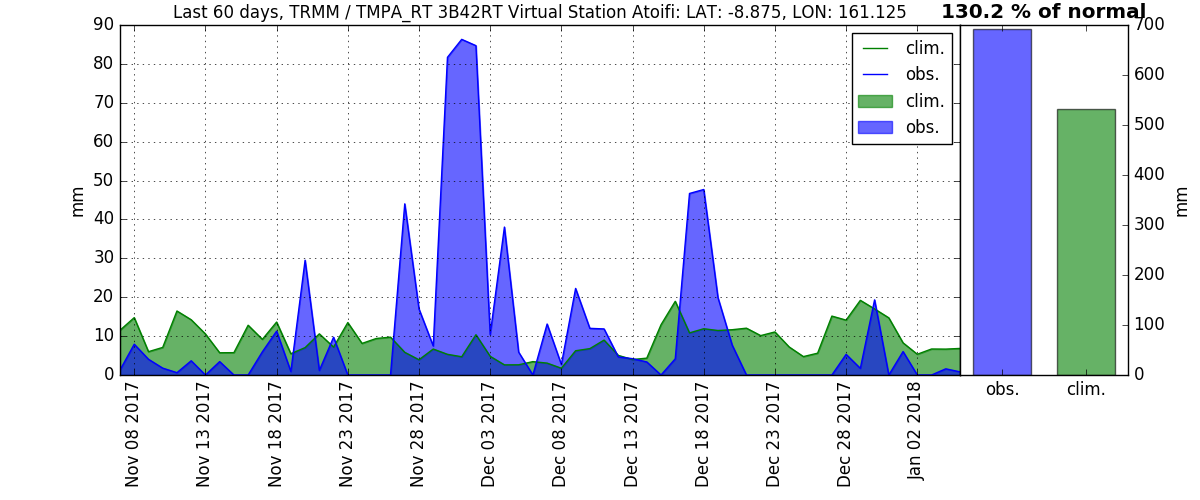 Last 60 days, TRMM / TMPA_RT 3B42RT Virtual Station Atoifi: LAT: -8.875, LON: 161.125
130.2 % of normal
90
80
70
60
50
40
30
20
10
0
mm
clim.
obs.
clim.
obs.
Nov 08 2017
Nov 13 2017
Nov 18 2017
Nov 23 2017
Nov 28 2017
Dec 03 2017
Dec 08 2017
Dec 13 2017
Dec 18 2017
Dec 23 2017
Dec 28 2017
Jan 02 2018
700
600
500
400
300
200
100
0
mm
obs.
clim.